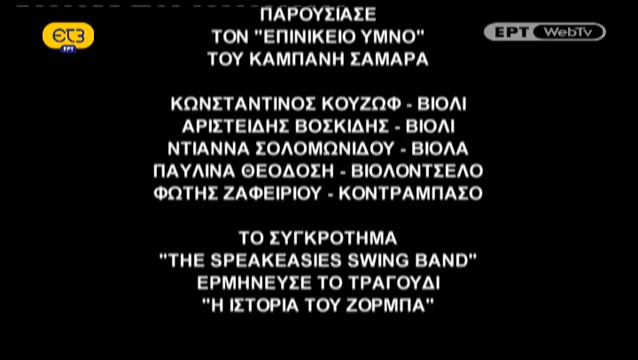 ΠΑΡΟΥΣΙΑΣΕ
ΤΟΝ "ΕΠΙΝΙΚΕΙΟ ΥΜΝΟ"
ΤΟΥ ΚΑΜΠΑΝΗ ΣΑΜΑΡΑ
ΚΩΝΣΤΑΝΤΙΝΟΣ ΚΟΥΖΩΦ - ΒΙΟΛΙ
ΑΡΙΣΤΕΙΔΗΣ ΒΟΣΚΙΔΗΣ - ΒΙΟΛΙ
ΝΤΙΑΝΝΑ ΣΟΛΟΜΩΝΙΔΟΥ - ΒΙΟΛΑ
ΠΑΥΛΙΝΑ ΘΕΟΔΟΣΗ - ΒΙΟΛΟΝΤΣΕΛΟ
ΦΩΤΗΣ ΖΑΦΕΙΡΙΟΥ - ΚΟΝΤΡΑΜΠΑΣΟ
ΤΟ ΣΥΓΚΡΟΤΗΜΑ
"THE SPEAKEASIES SWING BAND"
ΕΡΜΗΝΕΥΣΕ ΤΟ ΤΡΑΓΟΥΔΙ
"Η ΙΣΤΟΡΙΑ ΤΟΥ ΖΟΡΜΠΑ"
ΕΤ3
ΕΡΤ
ΕΡΤ WebTv